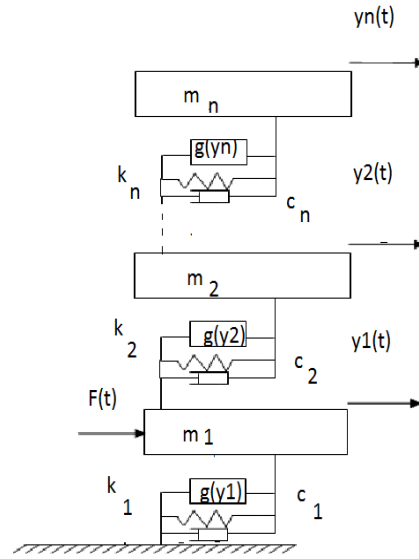 yn(t)
m n
g(yn)
k n
c n
y2(t)
m 2
k 2
g(y2)
c 2
y1(t)
F(t)
m 1
k 1
g(y1)
c 1